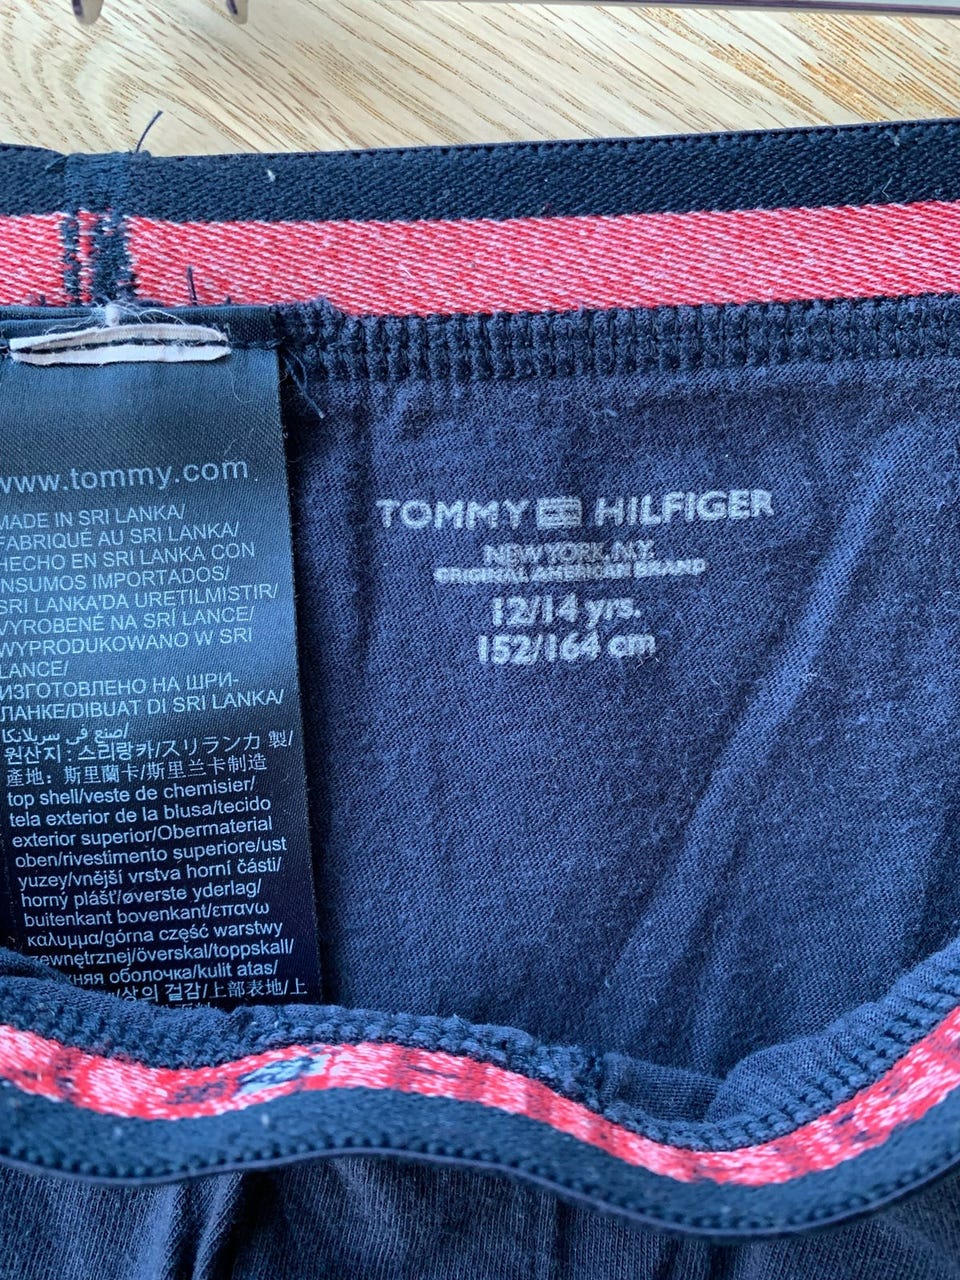 www.tommy.com
MADE IN SRI LANKA/
FABRIQUÉ AU SRI LANKA/
HECHO EN SRI LANKA CON
INSUMOS IMPORTADOS/
SRI LANKA'DA URETILMISTIR/
VYROBENÉ NA SRÍ LANCE/
WYPRODUKOWANO W SRI
LANCE/
ИЗГОТОВЛЕНО НА ШРИ-
ЛАНКЕ/DIBUAT DI SRI LANKA/
صنع في سريلانكا/
원산지 : 스리랑카/スリランカ 製/
產地: 斯里蘭卡/斯里兰卡制造
top shell/veste de chemisier/
tela exterior de la blusa/tecido
exterior superior/Obermaterial
oben/rivestimento superiore/ust
yuzey/vnější vrstva horní části/
horný plášť/øverste yderlag/
buitenkant bovenkant/επανω
καλυμμα/górna część warstwy
zewnętrznej/överskal/toppskall/
оболочка/kulit atas/
상의 겉감/上部表地/上
TOMMY HILFIGER
NEW YORK, N.Y.
ORIGINAL AMERICAN BRAND
12/14 yrs.
152/164 cm